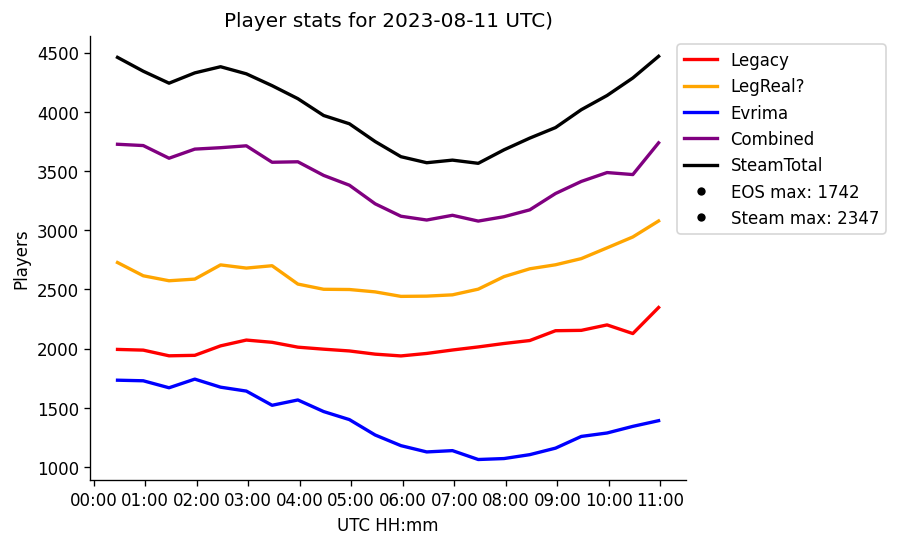 Player stats for 2023-08-11 UTC)
4500
4000
3500
3000
2500
2000
1500
1000
Players
00:00 01:00 02:00 03:00 04:00 05:00 06:00 07:00 08:00 09:00 10:00 11:00
UTC HH:mm
Legacy
LegReal?
Evrima
Combined
SteamTotal
EOS max: 1742
Steam max: 2347